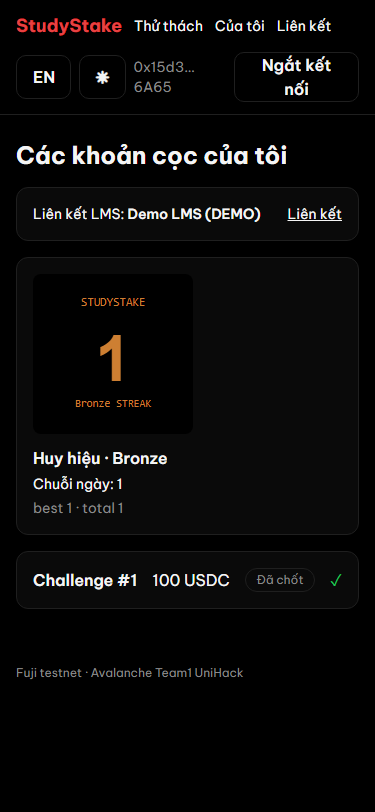 StudyStake Thử thách Của tôi Liên kết
EN 0x15d3...
6A65
Ngắt kết
nối
Các khoản cọc của tôi
Liên kết LMS: Demo LMS (DEMO) Liên kết
STUDYSTAKE
1
Bronze STREAK
Huy hiệu · Bronze
Chuỗi ngày: 1
best 1 · total 1
Challenge #1 100 USDC Đã chốt ✓
Fuji testnet · Avalanche Team1 UniHack